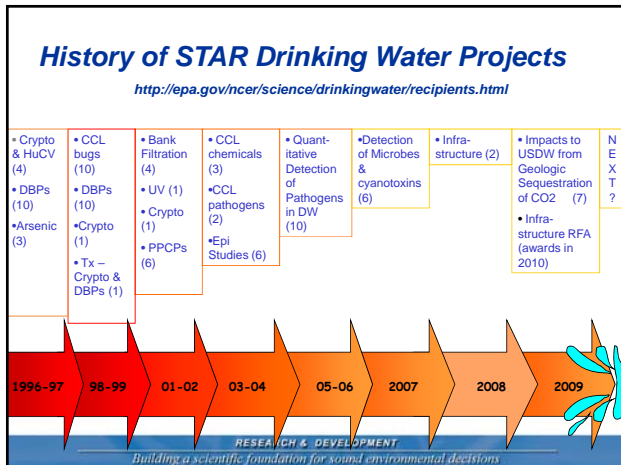 History of STAR Drinking Water Projects
http://epa.gov/ncer/science/drinkingwater/recipients.html
• Crypto
& HuCV
(4)
• DBPs
(10)
•Arsenic
(3)
• CCL
bugs
(10)
• DBPs
(10)
•Crypto
(1)
• Tx –
Crypto &
DBPs (1)
• Bank
Filtration
(4)
• UV (1)
• Crypto
(1)
• PPCPs
(6)
• CCL
chemicals
(3)
•CCL
pathogens
(2)
•Epi
Studies (6)
• Quant-
itative
Detection
of
Pathogens
in DW
(10)
•Detection
of Microbes
&
cyanotoxins
(6)
• Infra-
structure (2)
• Impacts to
USDW from
Geologic
Sequestration
of CO2 (7)
• Infra-
structure RFA
(awards in
2010)
N
E
X
T
?
1996-97
98-99
01-02
03-04
05-06
2007
2008
2009
RESEARCH & DEVELOPMENT
Building a scientific foundation for sound environmental decisions